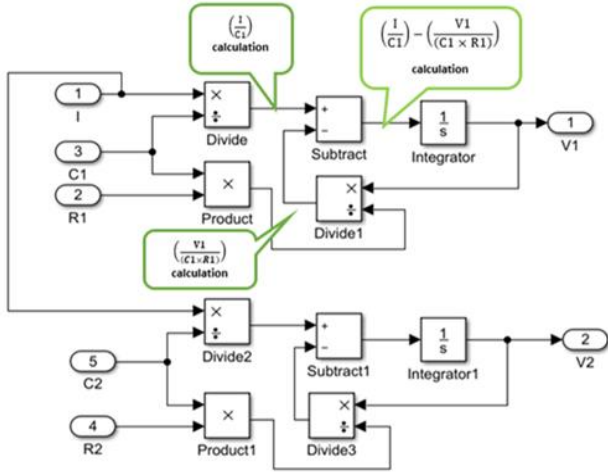 (I/C1)
calculation
(I/C1) − (V1/(C1 × R1))
calculation
1
I
×
÷
Divide
+
−
Subtract
1/s
Integrator
1
V1
3
C1
2
R1
×
Product
×
÷
Divide1
(V1/(C1×R1))
calculation
×
÷
Divide2
+
−
Subtract1
1/s
Integrator1
2
V2
5
C2
4
R2
×
Product1
×
÷
Divide3